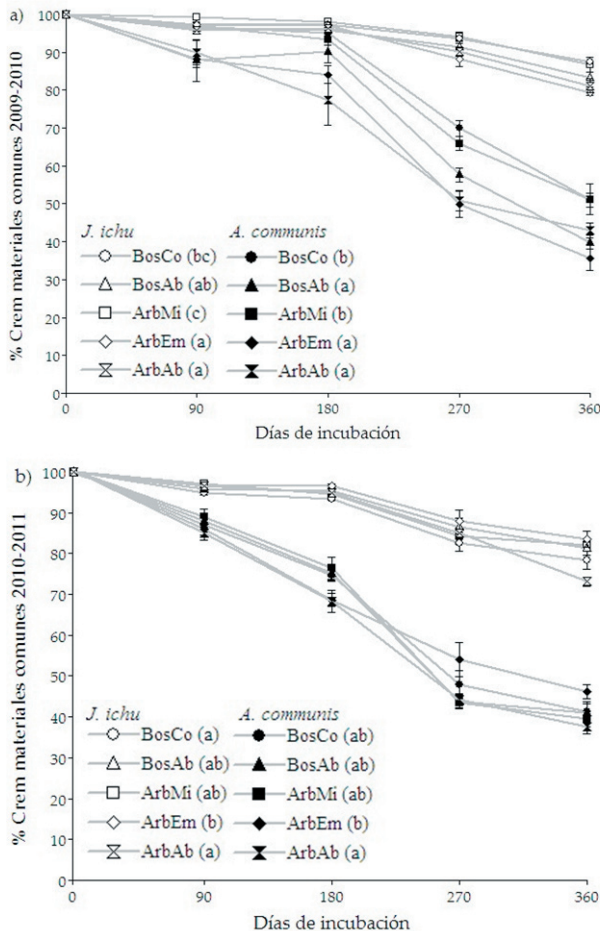 a)
% Crem materiales comunes 2009-2010
100
90
80
70
60
50
40
30
20
10
0
J. ichu A. communis
BosCo (bc) BosCo (b)
BosAb (ab) BosAb (a)
ArbMi (c) ArbMi (b)
ArbEm (a) ArbEm (a)
ArbAb (a) ArbAb (a)
0 90 180 270 360
Días de incubación
b)
% Crem materiales comunes 2010-2011
100
90
80
70
60
50
40
30
20
10
0
J. ichu A. communis
BosCo (a) BosCo (ab)
BosAb (ab) BosAb (ab)
ArbMi (ab) ArbMi (ab)
ArbEm (b) ArbEm (b)
ArbAb (a) ArbAb (a)
0 90 180 270 360
Días de incubación